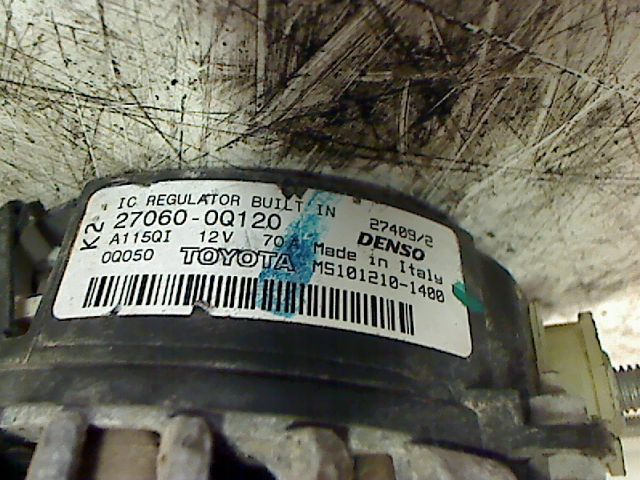 IC REGULATOR BUILT IN
K2
27060-0Q120
27409/2
A115QI 12V 70A
DENSO
0Q050 TOYOTA
Made in Italy
MS101210-1400